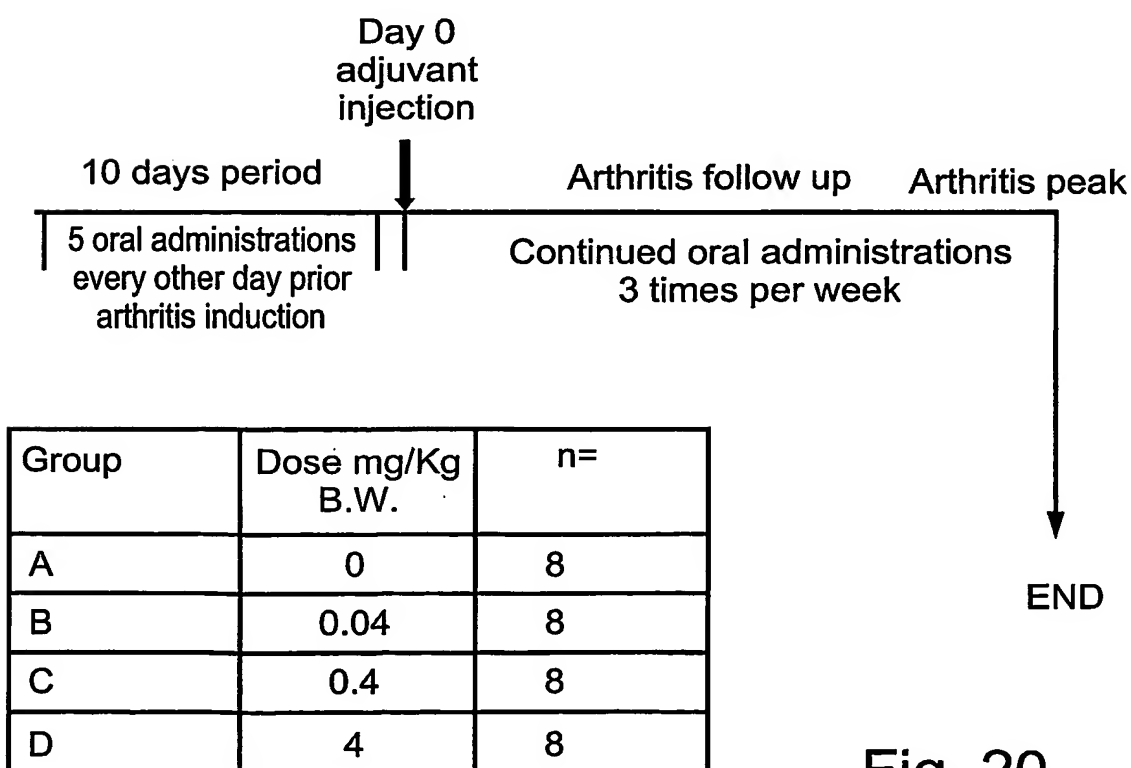 Day 0
adjuvant
injection
10 days period
Arthritis follow up
Arthritis peak
5 oral administrations
every other day prior
arthritis induction
Continued oral administrations
3 times per week
END
Group Dose mg/Kg n=
B.W.
A 0 8
B 0.04 8
C 0.4 8
D 4 8
Fig. 20